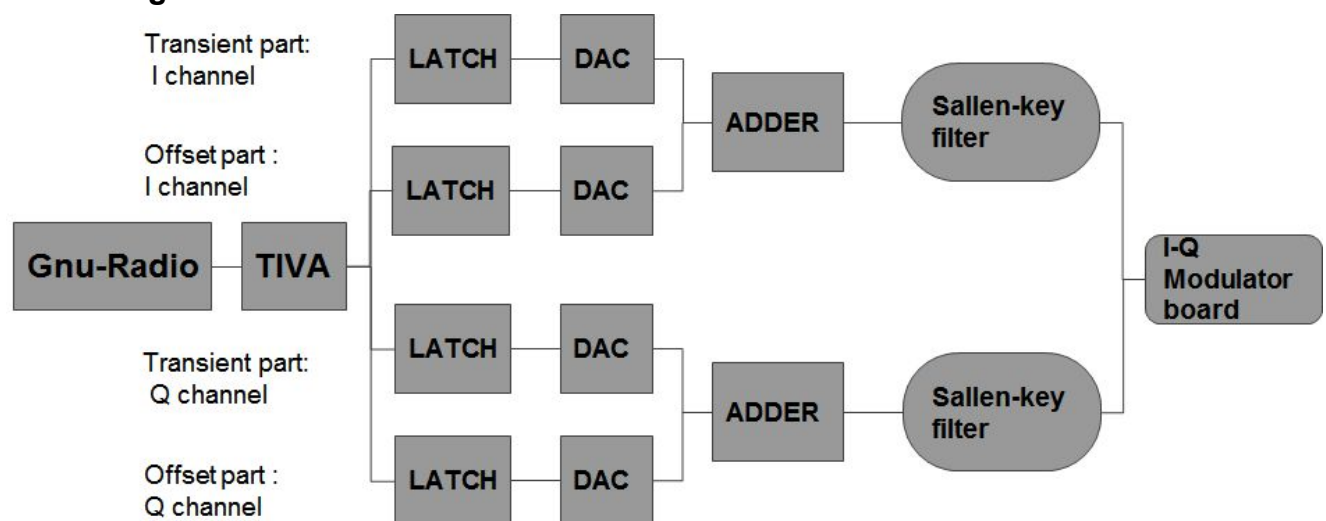 Transient part:
I channel
LATCH
DAC
Offset part :
I channel
LATCH
DAC
ADDER
Sallen-key
filter
Gnu-Radio
TIVA
I-Q
Modulator
board
LATCH
DAC
Transient part:
Q channel
ADDER
Sallen-key
filter
Offset part :
Q channel
LATCH
DAC